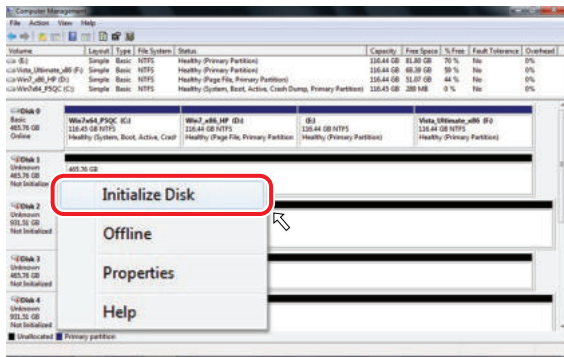 Computer Management
File Action View Help
Volume Layout Type File System Status Capacity Free Space % Free Fault Tolerance Overhead
(E:) Simple Basic NTFS Healthy (Primary Partition) 116.44 GB 81.80 GB 70 % No 0%
Vista_Ultimate_x86 (F:) Simple Basic NTFS Healthy (Primary Partition) 116.44 GB 68.38 GB 59 % No 0%
Win7_x86_HP (D:) Simple Basic NTFS Healthy (Page File, Primary Partition) 116.44 GB 51.07 GB 44 % No 0%
Win7x64_PSQC (C:) Simple Basic NTFS Healthy (System, Boot, Active, Crash Dump, Primary Partition) 116.45 GB 280 MB 0 % No 0%
Disk 0
Basic
465.76 GB
Online
Win7x64_PSQC (C:)
116.45 GB NTFS
Healthy (System, Boot, Active, Crash
Win7_x86_HP (D:)
116.44 GB NTFS
Healthy (Page File, Primary Partition
(E:)
116.44 GB NTFS
Healthy (Primary Partition)
Vista_Ultimate_x86 (F:)
116.44 GB NTFS
Healthy (Primary Partition)
Disk 1
Unknown
465.76 GB
Not Initialized
465.76 GB
Initialize Disk
Offline
Properties
Help
Disk 2
Unknown
931.51 GB
Not Initialized
Disk 3
Unknown
465.76 GB
Not Initialized
Disk 4
Unknown
931.51 GB
Not Initialized
Unallocated Primary partition